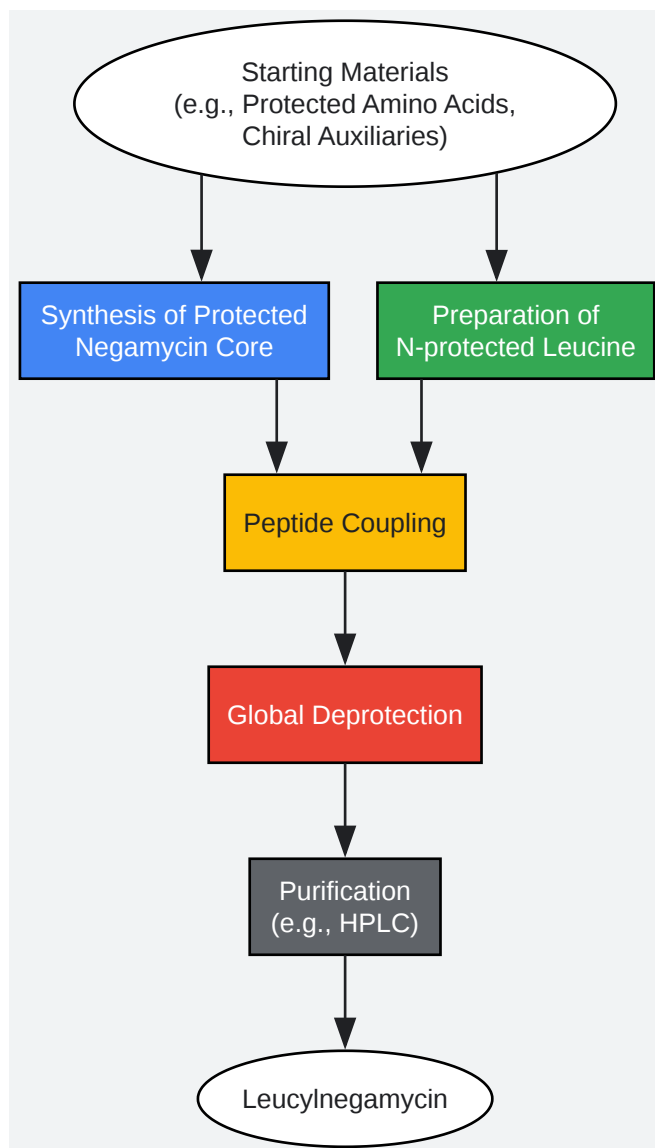 Starting Materials
(e.g., Protected Amino Acids,
Chiral Auxiliaries)
Synthesis of Protected
Negamycin Core
Preparation of
N-protected Leucine
Peptide Coupling
Global Deprotection
Purification
(e.g., HPLC)
Leucylnegamycin